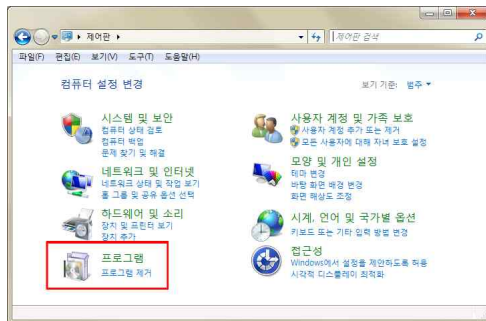 제어판
제어판 검색
파일(F) 편집(E) 보기(V) 도구(T) 도움말(H)
컴퓨터 설정 변경
보기 기준: 범주
시스템 및 보안
컴퓨터 상태 검토
컴퓨터 백업
문제 찾기 및 해결
네트워크 및 인터넷
네트워크 상태 및 작업 보기
홈 그룹 및 공유 옵션 선택
하드웨어 및 소리
장치 및 프린터 보기
장치 추가
프로그램
프로그램 제거
사용자 계정 및 가족 보호
사용자 계정 추가 또는 제거
모든 사용자에 대해 자녀 보호 설정
모양 및 개인 설정
테마 변경
바탕 화면 배경 변경
화면 해상도 조정
시계, 언어 및 국가별 옵션
키보드 또는 기타 입력 방법 변경
접근성
Windows에서 설정을 제안하도록 허용
시각적 디스플레이 최적화